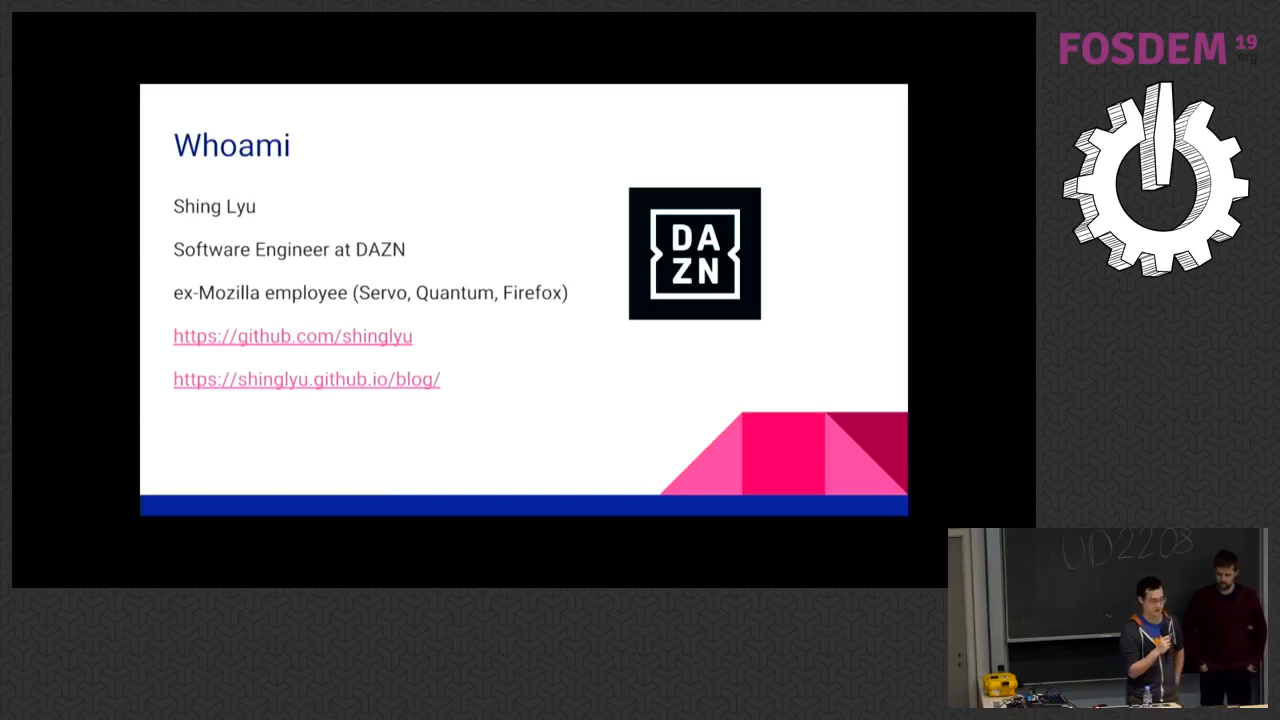 Whoami
Shing Lyu
Software Engineer at DAZN
ex-Mozilla employee (Servo, Quantum, Firefox)
https://github.com/shinglyu
https://shinglyu.github.io/blog/
DA
ZN
FOSDEM 19
.org
UD2208